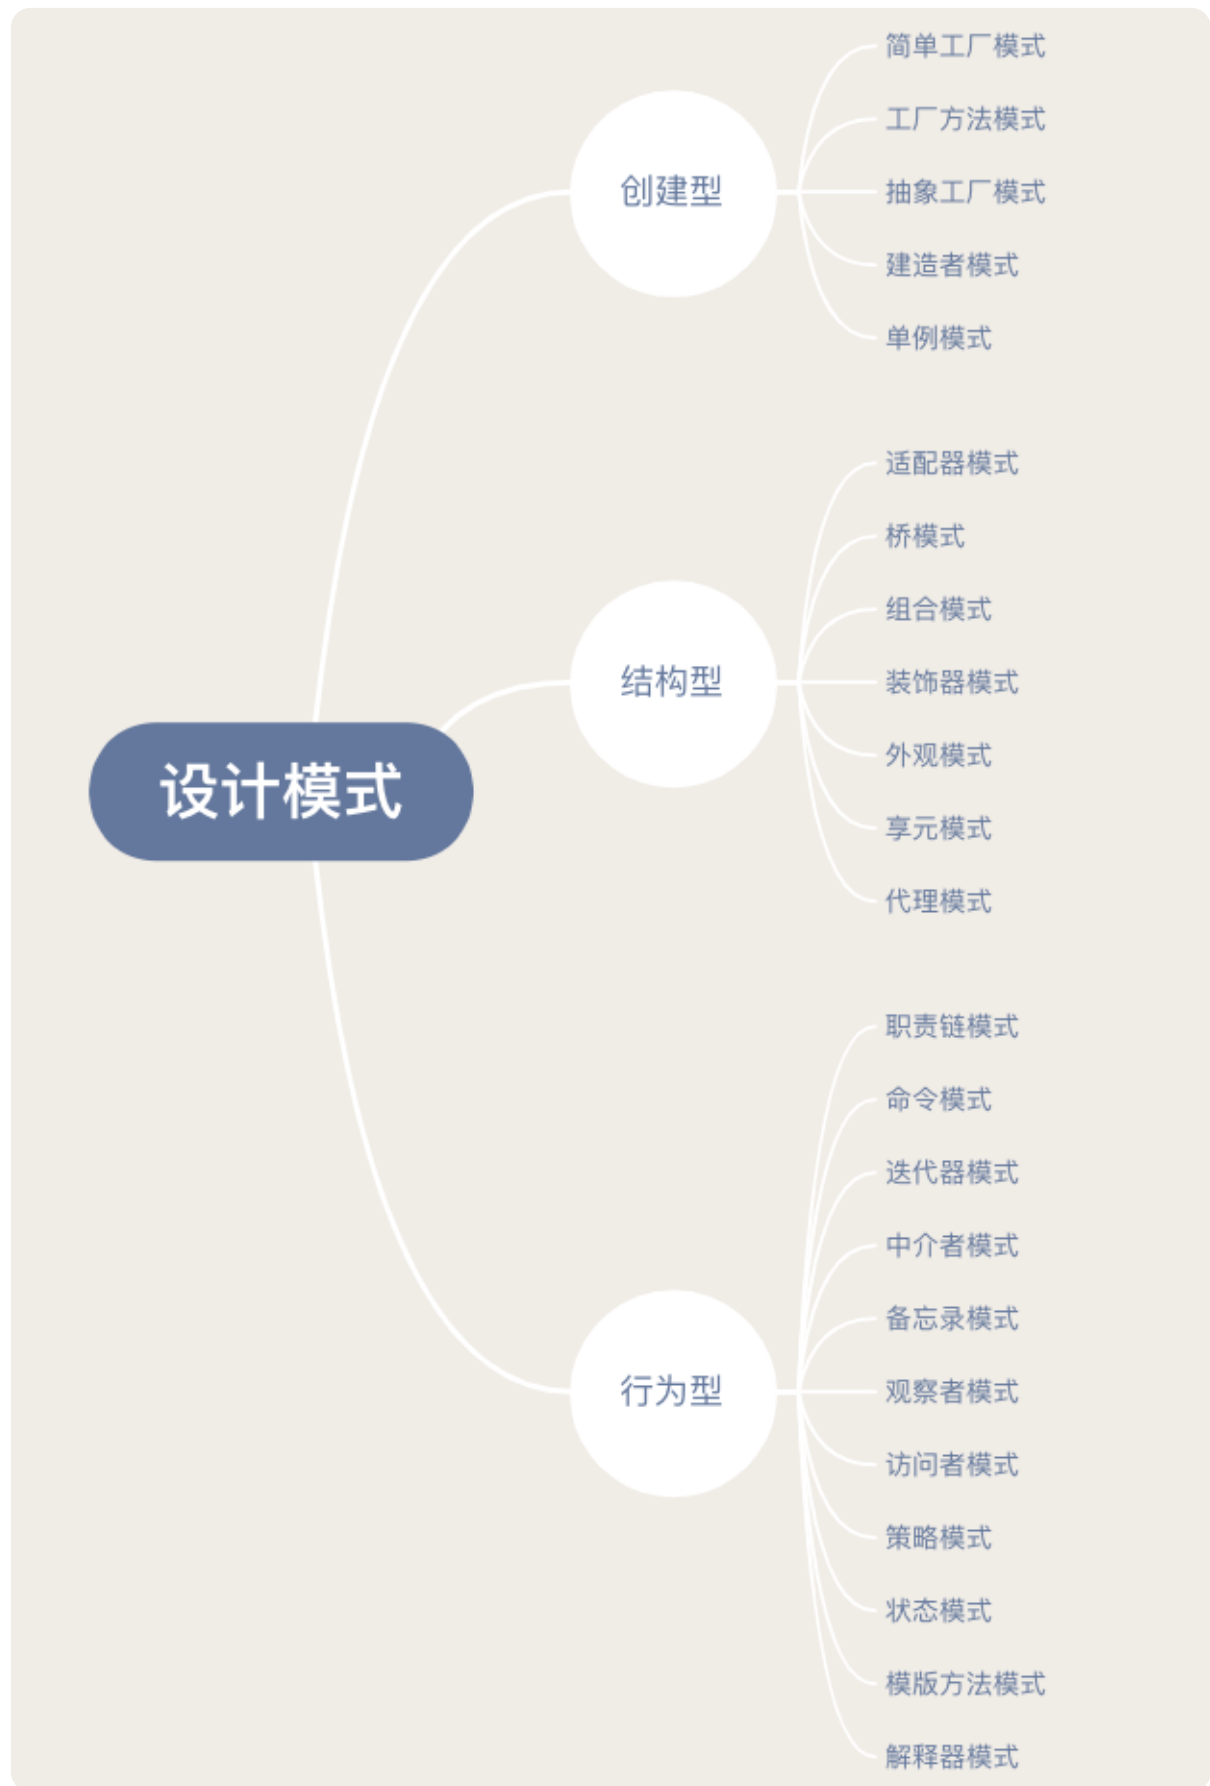 设计模式
创建型
简单工厂模式
工厂方法模式
抽象工厂模式
建造者模式
单例模式
结构型
适配器模式
桥模式
组合模式
装饰器模式
外观模式
享元模式
代理模式
行为型
职责链模式
命令模式
迭代器模式
中介者模式
备忘录模式
观察者模式
访问者模式
策略模式
状态模式
模版方法模式
解释器模式